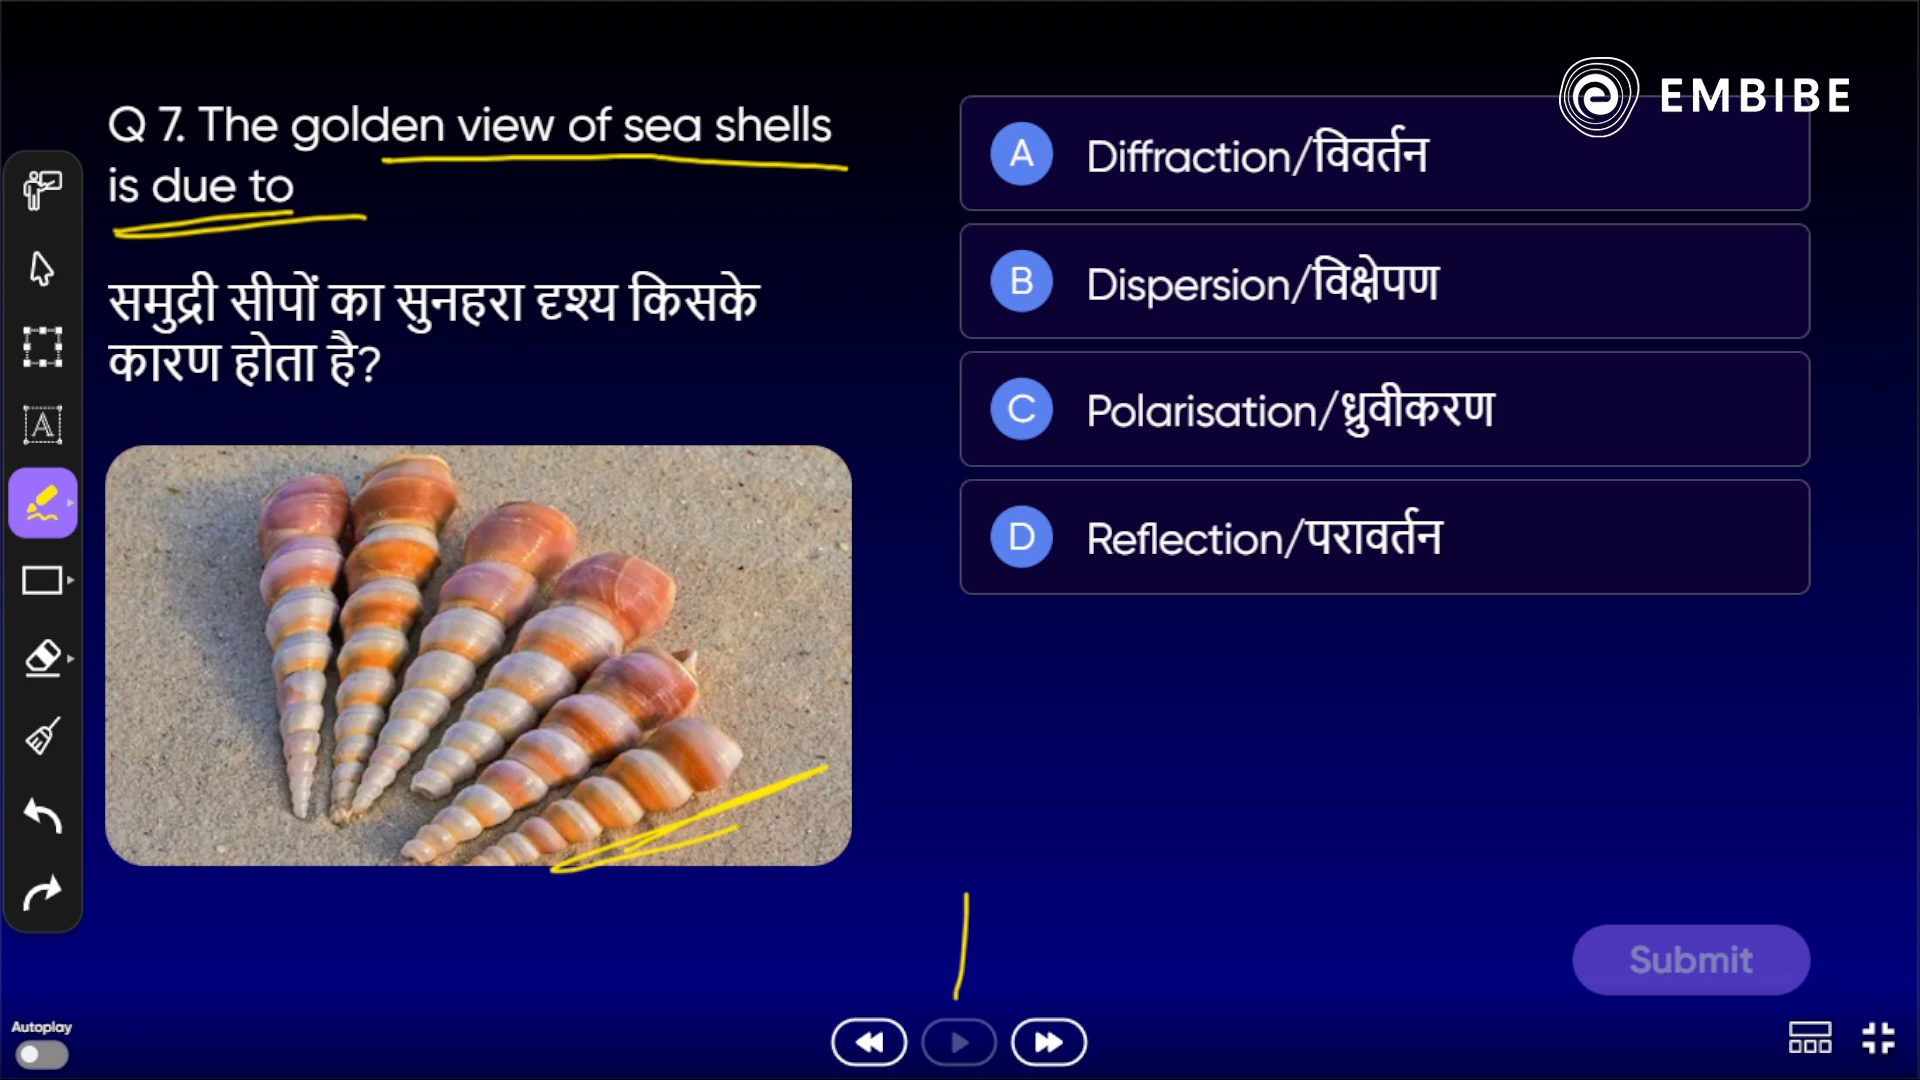 EMBIBE
Q 7. The golden view of sea shells
is due to
समुद्री सीपों का सुनहरा दृश्य किसके
कारण होता है?
A Diffraction/विवर्तन
B Dispersion/विक्षेपण
C Polarisation/ध्रुवीकरण
D Reflection/परावर्तन
Submit
Autoplay